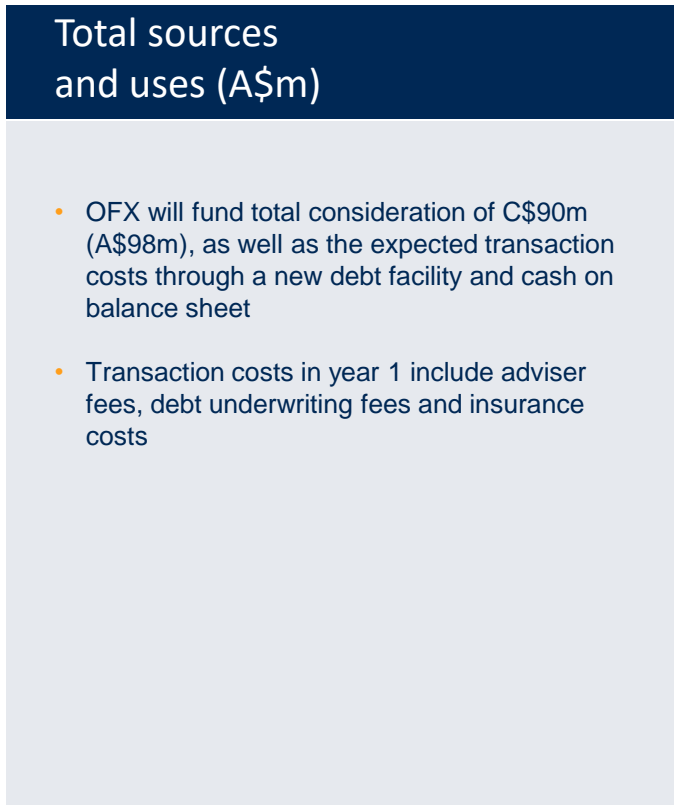 Total sources
and uses (A$m)
• OFX will fund total consideration of C$90m
(A$98m), as well as the expected transaction
costs through a new debt facility and cash on
balance sheet
• Transaction costs in year 1 include adviser
fees, debt underwriting fees and insurance
costs